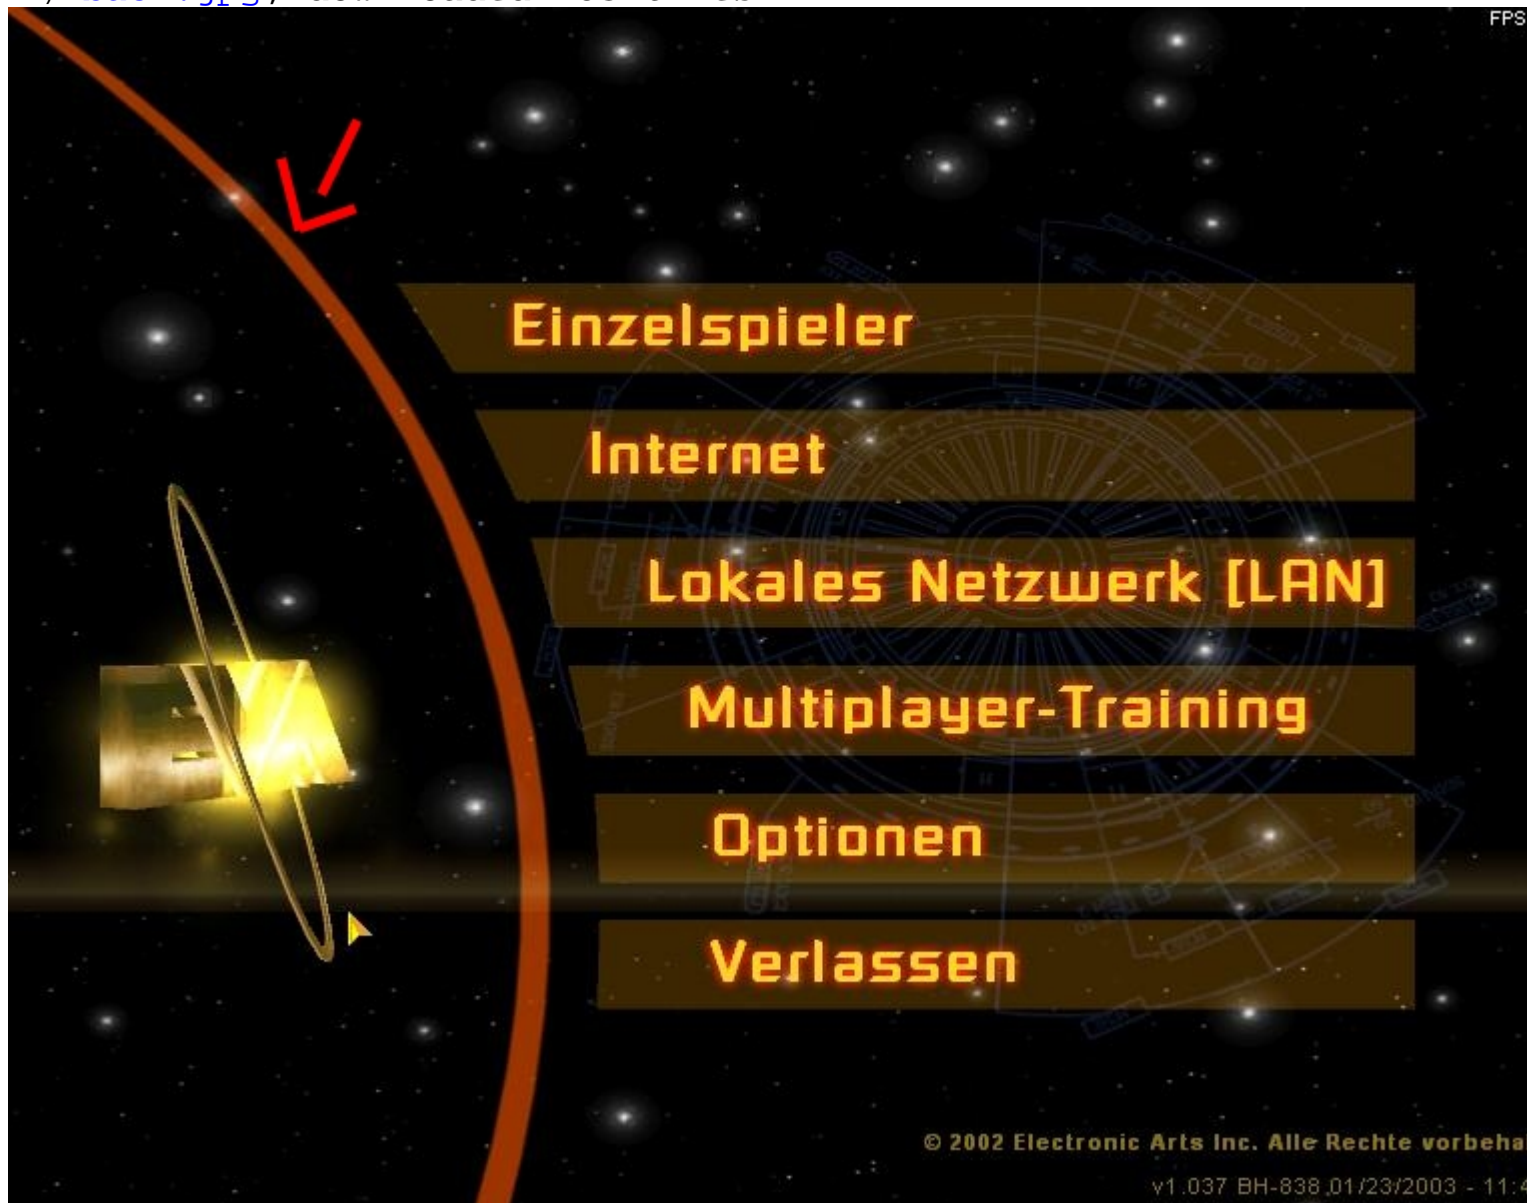 FPS
Einzelspieler
Internet
Lokales Netzwerk [LAN]
Multiplayer-Training
Optionen
Verlassen
© 2002 Electronic Arts Inc. Alle Rechte vorbeha
v1.037 BH-838 01/23/2003 - 11:4